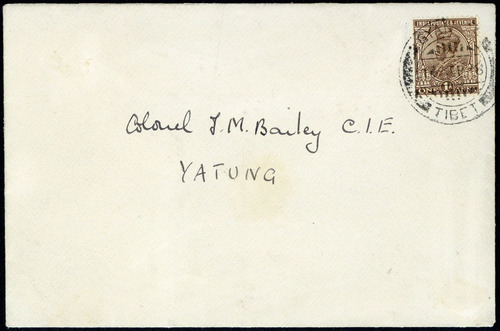 INDIA POSTAGE & REVENUE
ONE ANNA
TIBET
Colonel F.M. Bailey C.I.E.
YATUNG